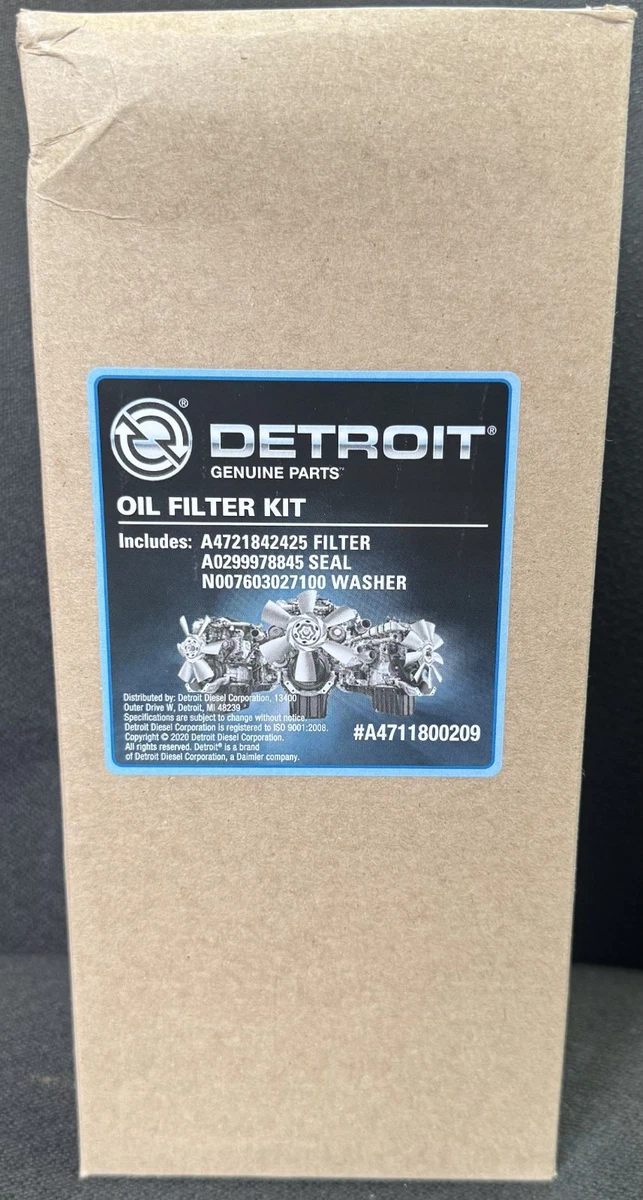 DETROIT®
GENUINE PARTS™
OIL FILTER KIT
Includes: A4721842425 FILTER
A0299978845 SEAL
N007603027100 WASHER
Distributed by: Detroit Diesel Corporation, 13400
Outer Drive W, Detroit, MI 48239
Specifications are subject to change without notice.
Detroit Diesel Corporation is registered to ISO 9001:2008.
Copyright © 2020 Detroit Diesel Corporation.
All rights reserved. Detroit® is a brand
of Detroit Diesel Corporation, a Daimler company.
#A4711800209